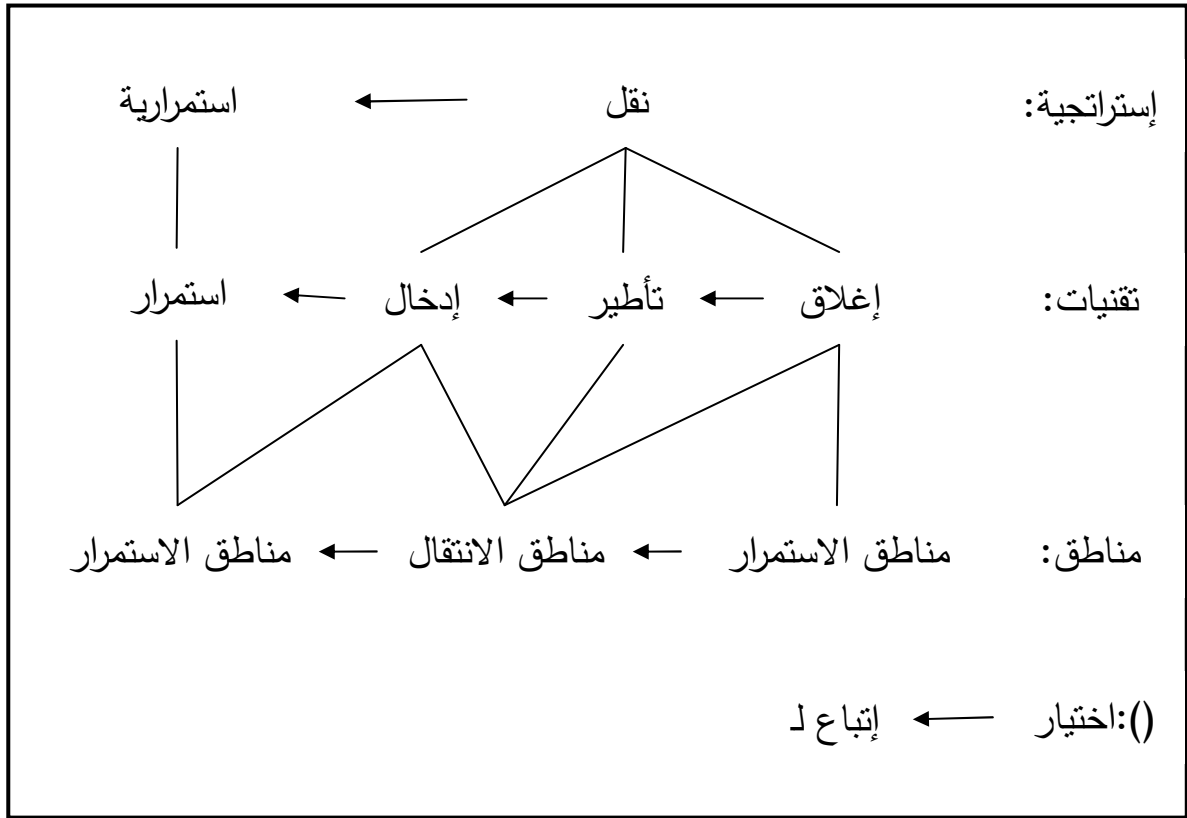 إستراتجية: نقل استمرارية
تقنيات: إغلاق تأطير إدخال استمرار
مناطق: مناطق الاستمرار مناطق الانتقال مناطق الاستمرار
():اختيار إتباع لـ